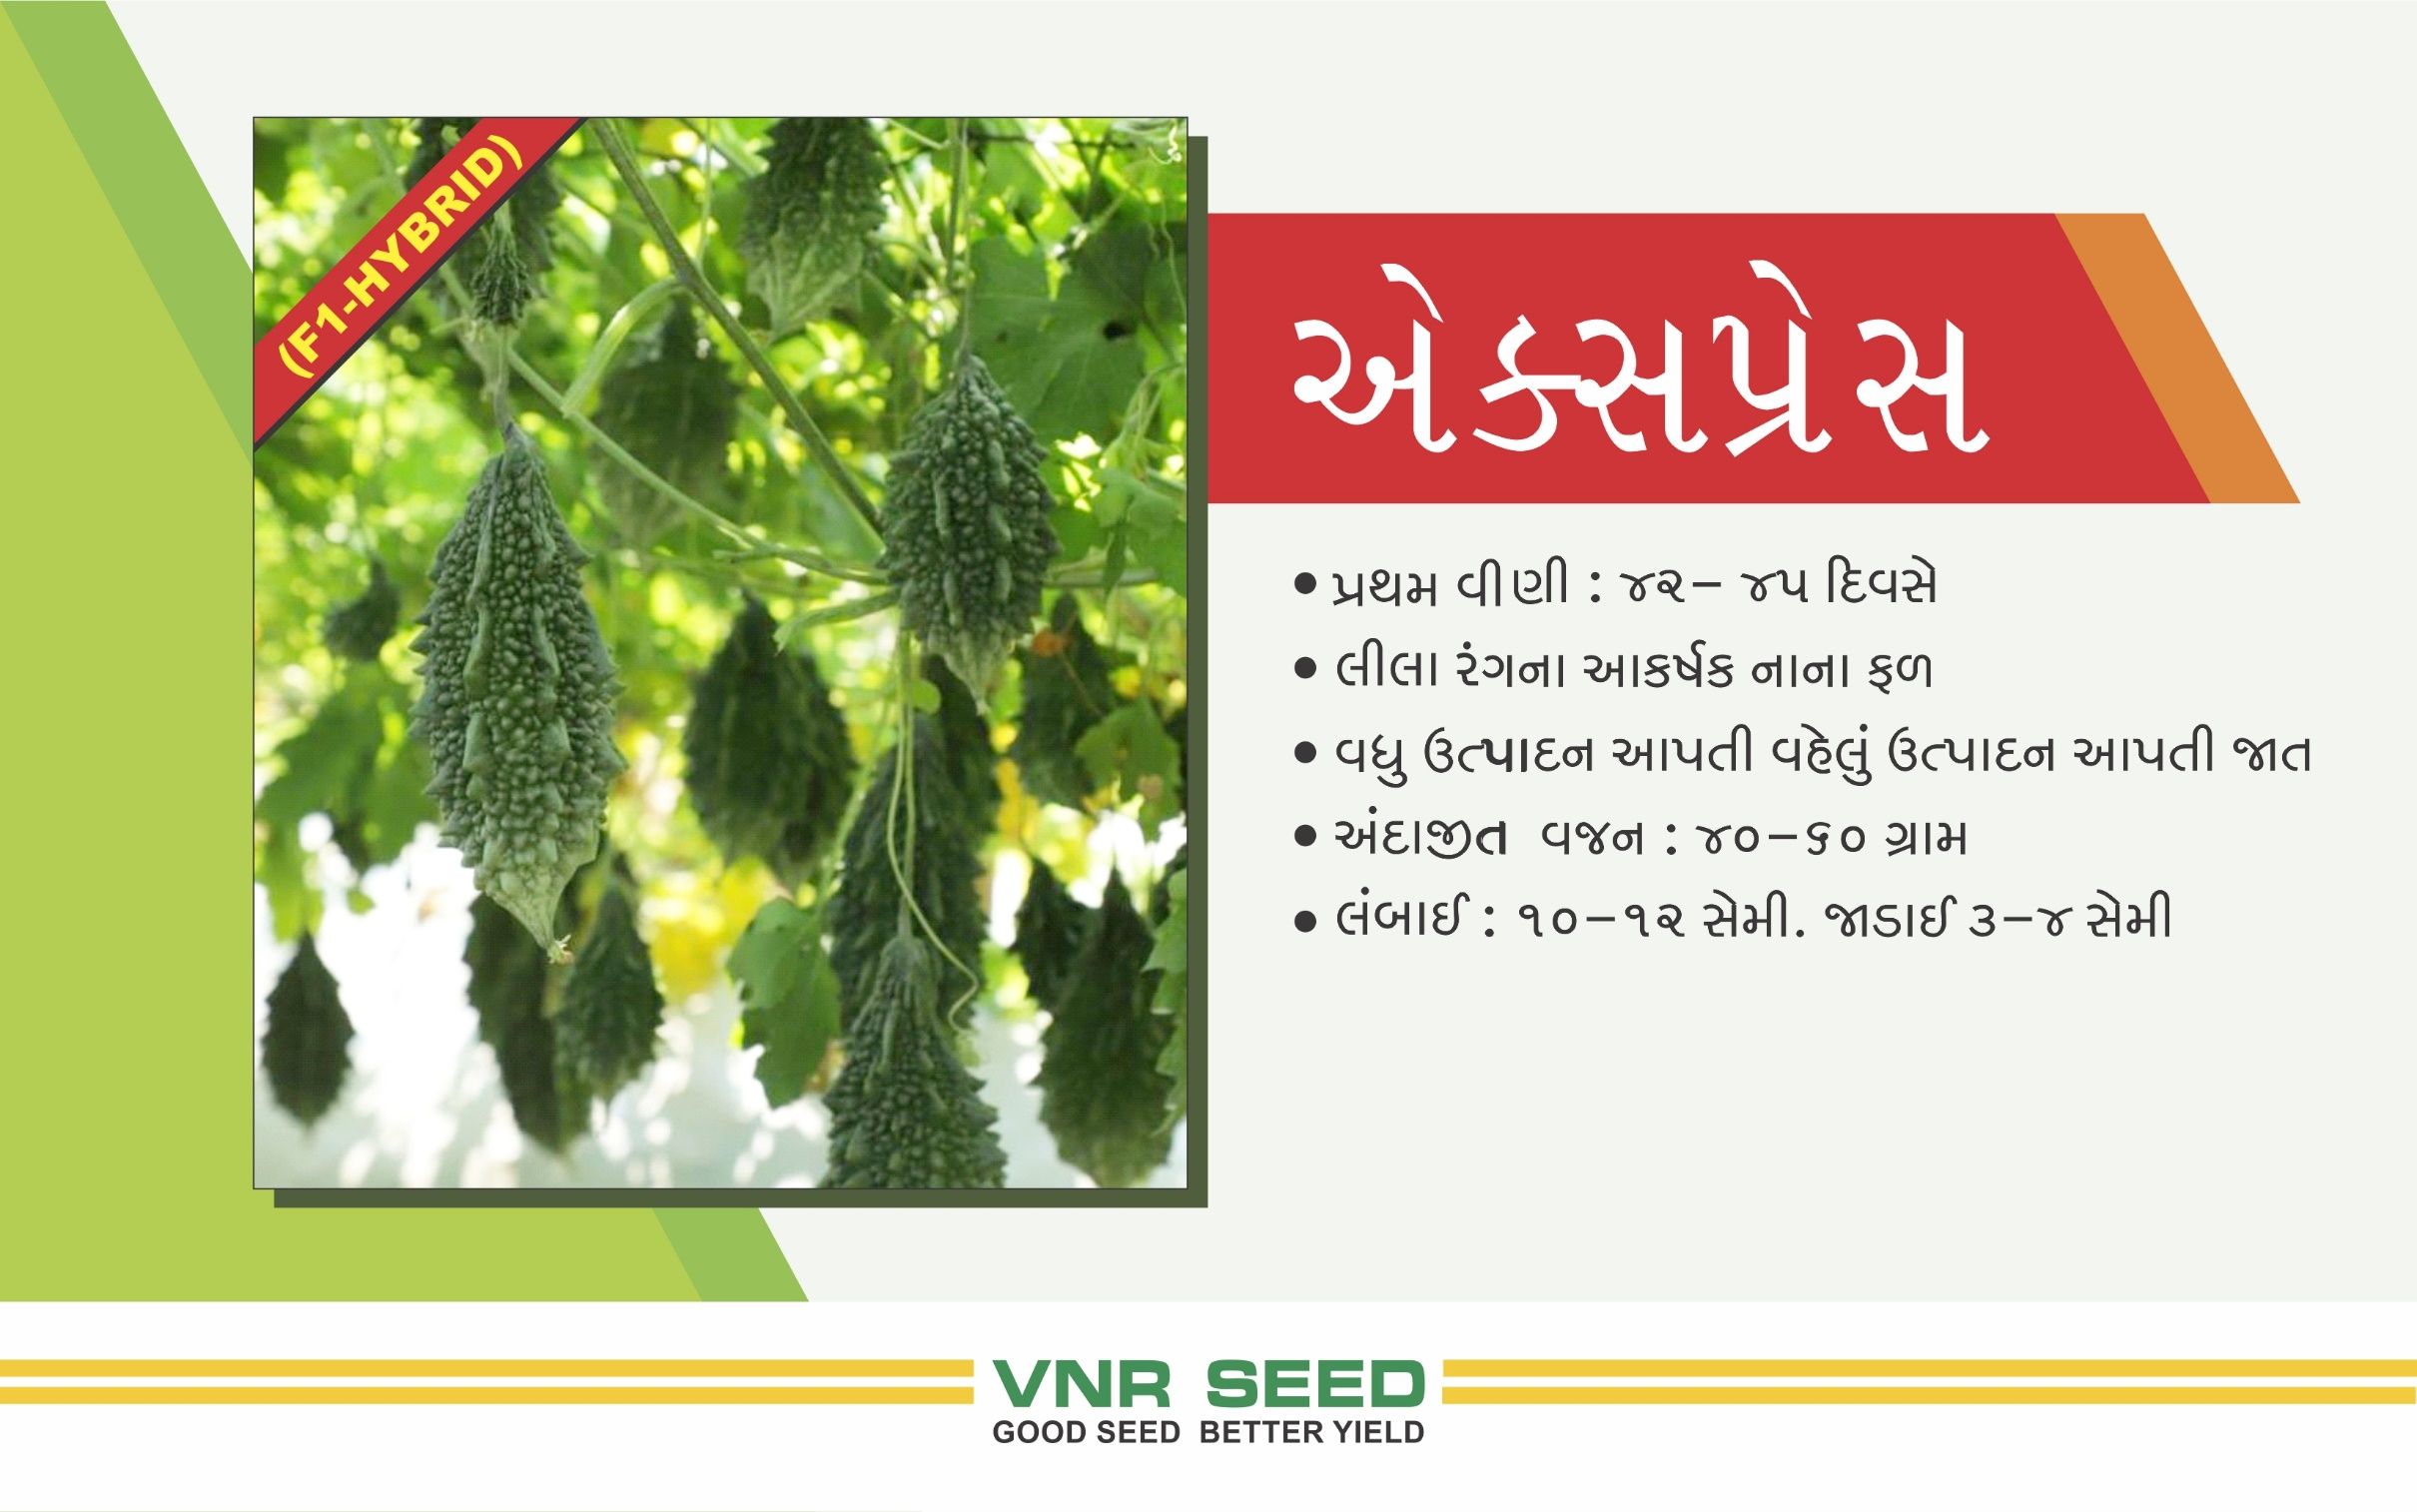 (F1-HYBRID))
એક્સપ્રેસ
• પ્રથમ વીણી : ૪૨– ૪૫ દિવસે
• લીલા રંગના આકર્ષક નાના ફળ
• વધુ ઉત્પાદન આપતી વહેલું ઉત્પાદન આપતી જાત
• અંદાજીત વજન : ૪૦–૬૦ ગ્રામ
• લંબાઈ : ૧૦–૧૨ સેમી. જાડાઈ ૩–૪ સેમી
VNR SEED
GOOD SEED BETTER YIELD